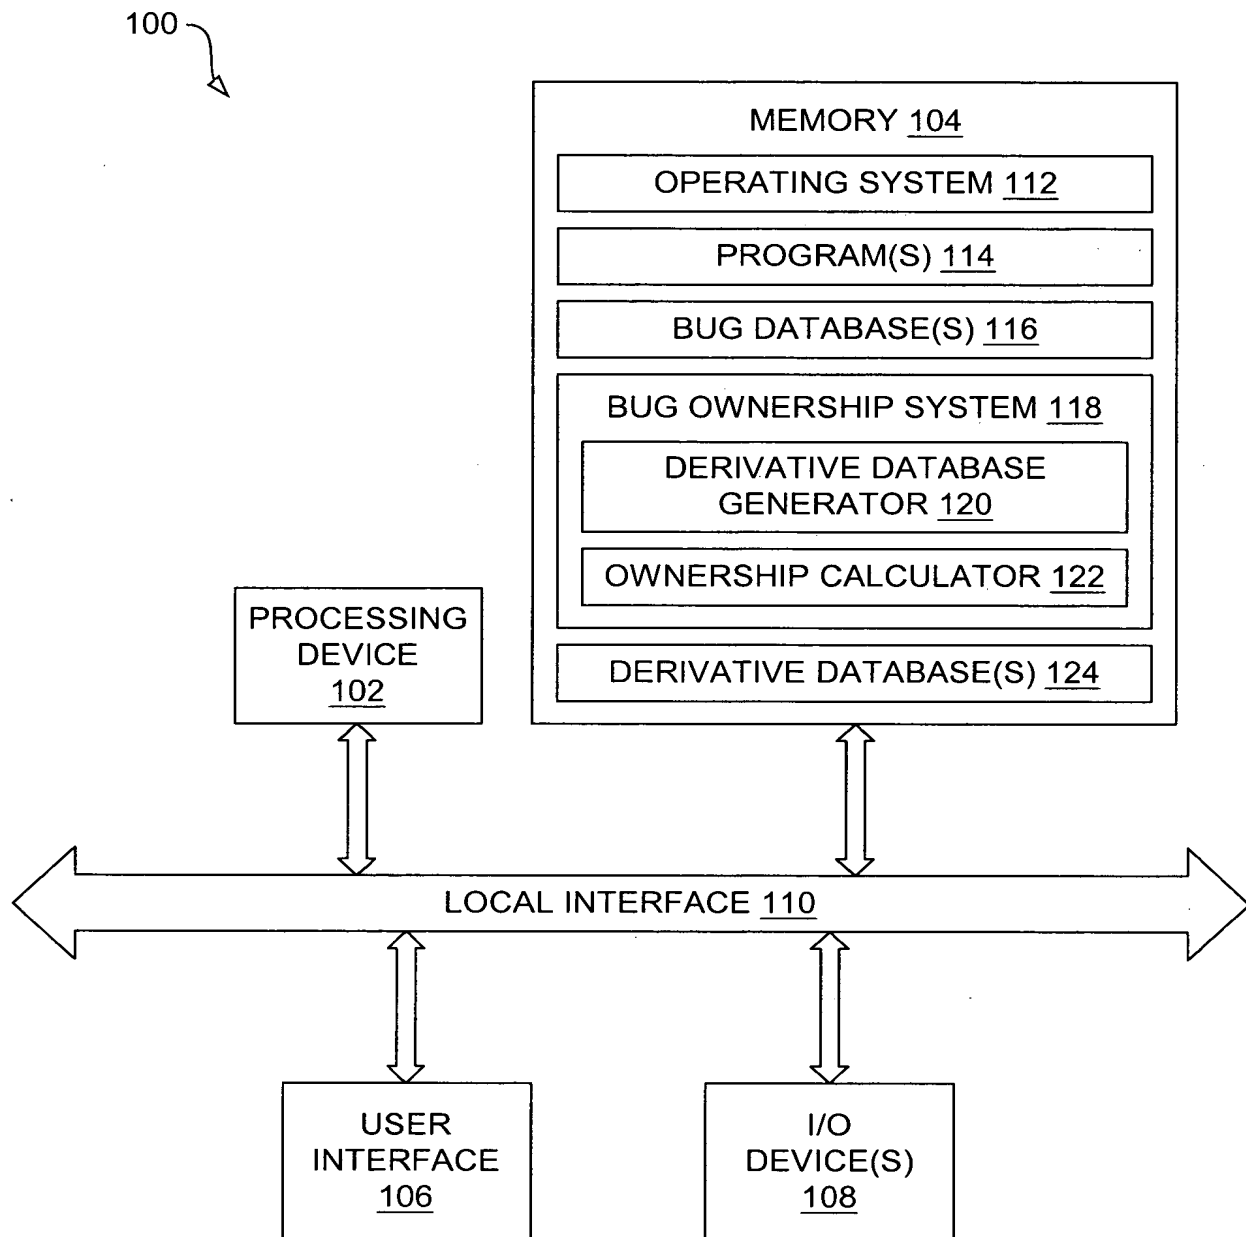 100
MEMORY 104
OPERATING SYSTEM 112
PROGRAM(S) 114
BUG DATABASE(S) 116
BUG OWNERSHIP SYSTEM 118
DERIVATIVE DATABASE
GENERATOR 120
OWNERSHIP CALCULATOR 122
DERIVATIVE DATABASE(S) 124
PROCESSING
DEVICE
102
LOCAL INTERFACE 110
USER
INTERFACE
106
I/O
DEVICE(S)
108